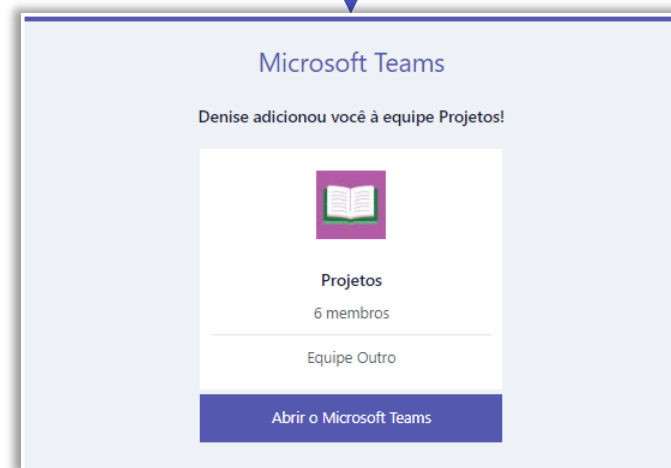 Microsoft Teams
Denise adicionou você à equipe Projetos!
Projetos
6 membros
Equipe Outro
Abrir o Microsoft Teams